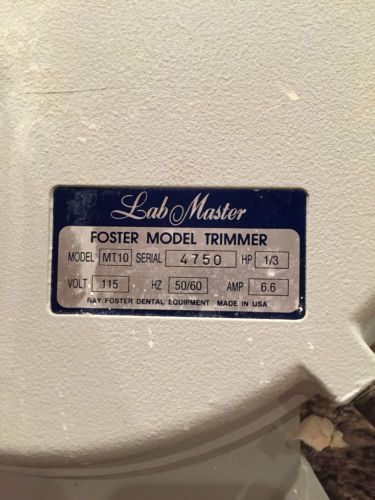 Lab Master
FOSTER MODEL TRIMMER
MODEL MT10 SERIAL 4750 HP 1/3
VOLT 115 HZ 50/60 AMP 6.6
RAY FOSTER DENTAL EQUIPMENT MADE IN USA